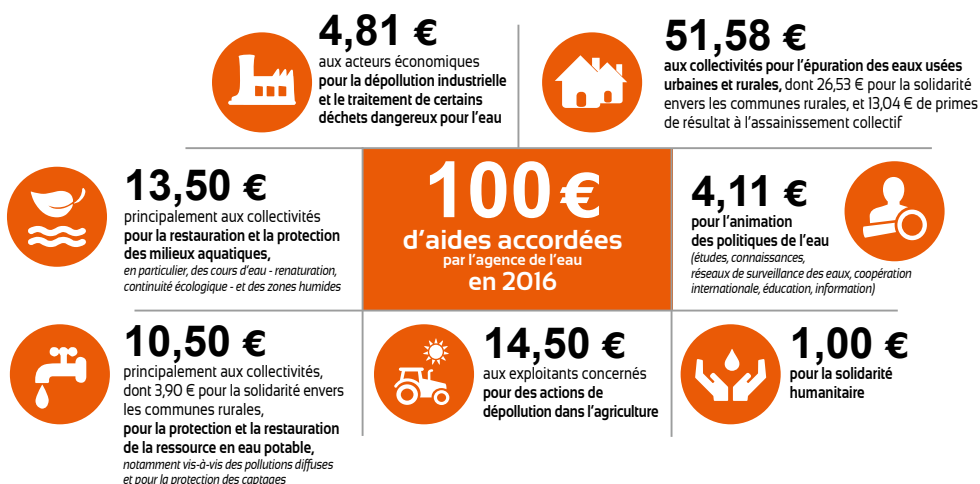 4,81 €
aux acteurs économiques
pour la dépollution industrielle
et le traitement de certains
déchets dangereux pour l'eau
51,58 €
aux collectivités pour l'épuration des eaux usées
urbaines et rurales, dont 26,53 € pour la solidarité
envers les communes rurales, et 13,04 € de primes
de résultat à l'assainissement collectif
13,50 €
principalement aux collectivités
pour la restauration et la protection
des milieux aquatiques,
en particulier, des cours d'eau - renaturation,
continuité écologique - et des zones humides
100 €
d'aides accordées
par l'agence de l'eau
en 2016
4,11 €
pour l'animation
des politiques de l'eau
(études, connaissances,
réseaux de surveillance des eaux, coopération
internationale, éducation, information)
10,50 €
principalement aux collectivités,
dont 3,90 € pour la solidarité envers
les communes rurales,
pour la protection et la restauration
de la ressource en eau potable,
notamment vis-à-vis des pollutions diffuses
et pour la protection des captages
14,50 €
aux exploitants concernés
pour des actions de
dépollution dans l'agriculture
1,00 €
pour la solidarité
humanitaire